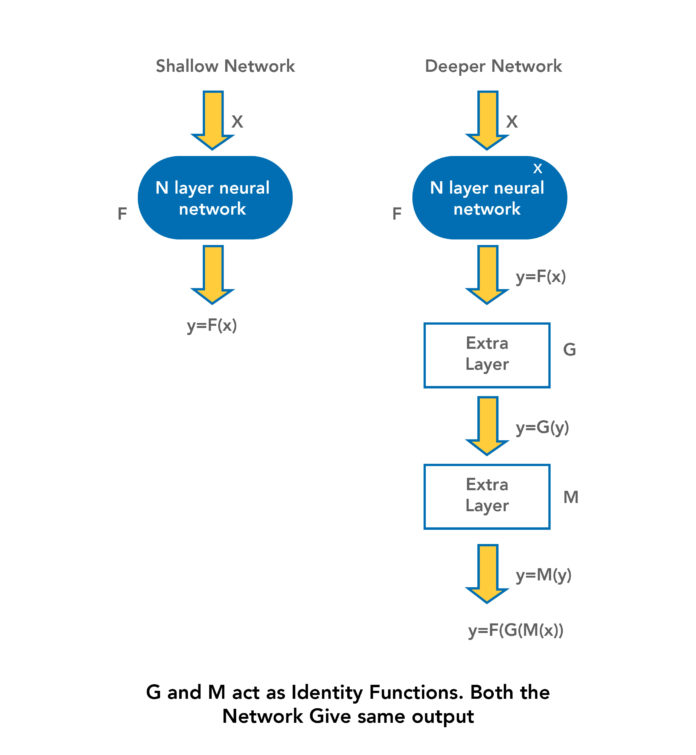 Shallow Network
X
N layer neural
network
F
y=F(x)
Deeper Network
X
x
N layer neural
network
F
y=F(x)
Extra
Layer
G
y=G(y)
Extra
Layer
M
y=M(y)
y=F(G(M(x))
G and M act as Identity Functions. Both the
Network Give same output